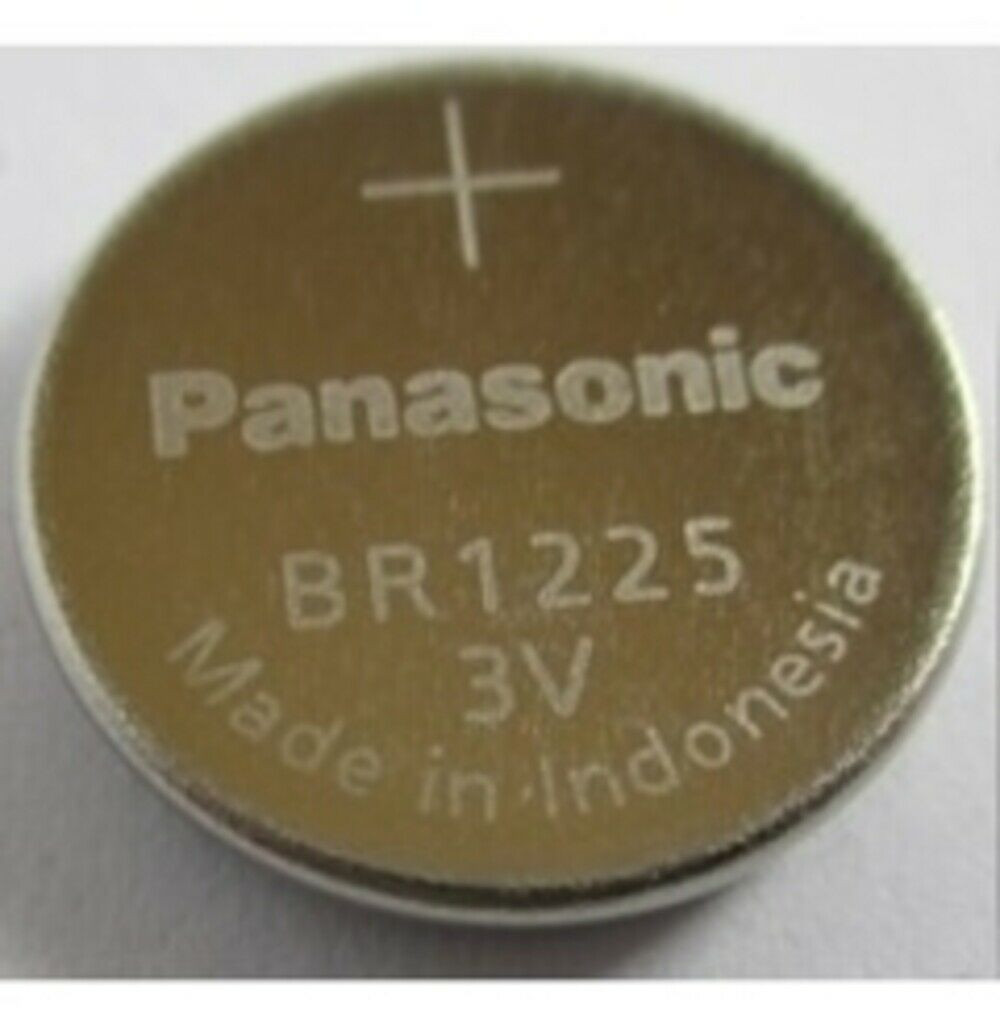 +
Panasonic
BR1225
3V
Made in Indonesia